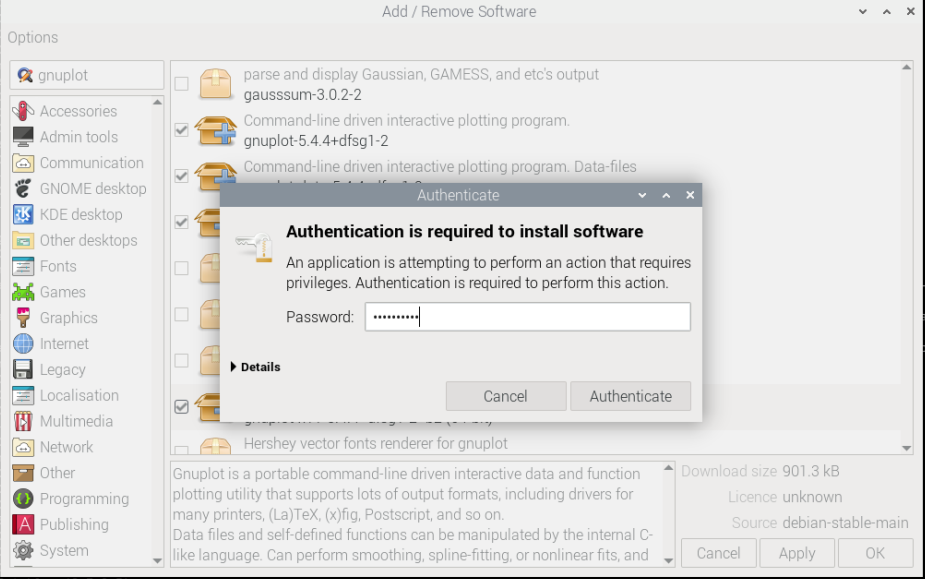 Add / Remove Software
Options
gnuplot
Accessories
Admin tools
Communication
GNOME desktop
KDE desktop
Other desktops
Fonts
Games
Graphics
Internet
Legacy
Localisation
Multimedia
Network
Other
Programming
Publishing
System
parse and display Gaussian, GAMESS, and etc's output
gausssum-3.0.2-2
Command-line driven interactive plotting program.
gnuplot-5.4.4+dfsg1-2
Command-line driven interactive plotting program. Data-files
Authenticate
Authentication is required to install software
An application is attempting to perform an action that requires
privileges. Authentication is required to perform this action.
Password: ••••••••••
Details
Cancel
Authenticate
Hershey vector fonts renderer for gnuplot
Gnuplot is a portable command-line driven interactive data and function
plotting utility that supports lots of output formats, including drivers for
many printers, (La)TeX, (x)fig, Postscript, and so on.
Data files and self-defined functions can be manipulated by the internal C-
like language. Can perform smoothing, spline-fitting, or nonlinear fits, and
Download size 901.3 kB
Licence unknown
Source debian-stable-main
Cancel
Apply
OK